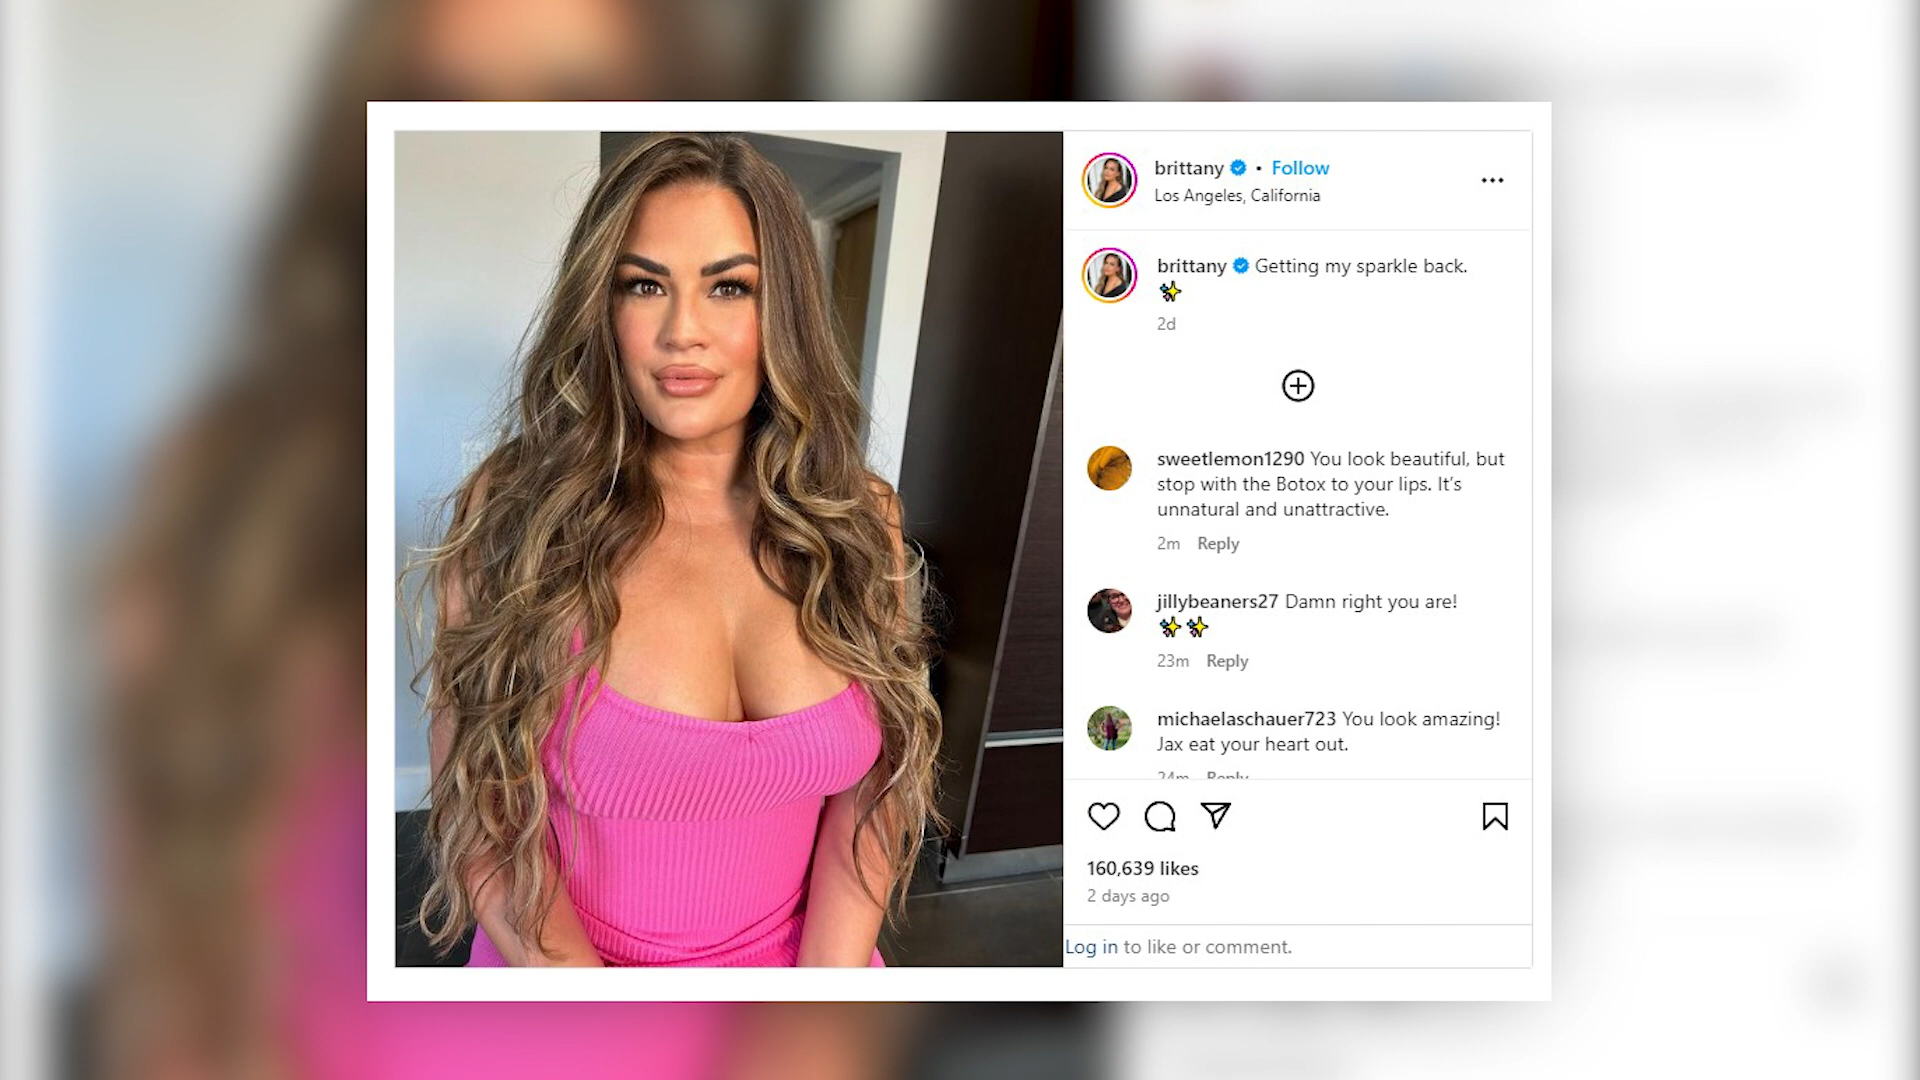 brittany • Follow
Los Angeles, California
brittany Getting my sparkle back.
✨
2d
sweetlemon1290 You look beautiful, but
stop with the Botox to your lips. It's
unnatural and unattractive.
2m Reply
jillybeaners27 Damn right you are!
✨✨
23m Reply
michaelaschauer723 You look amazing!
Jax eat your heart out.
24m Reply
160,639 likes
2 days ago
Log in to like or comment.